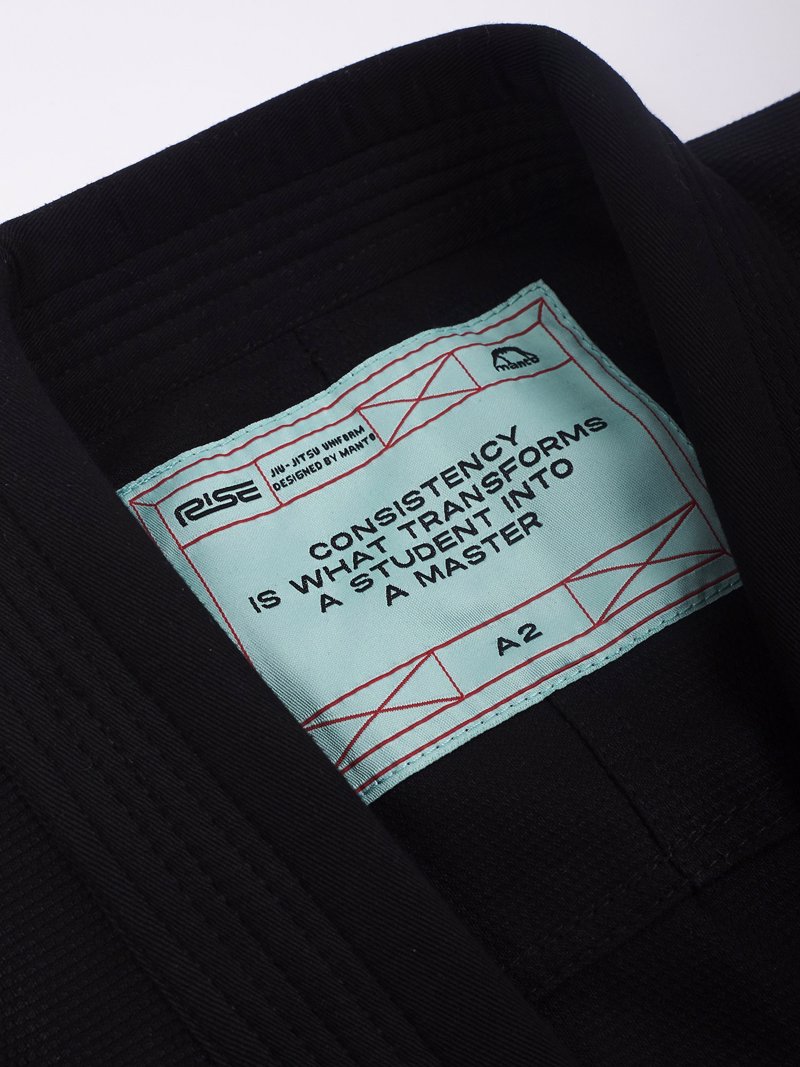 RISE
JIU-JITSU UNIFORM
DESIGNED BY MANTO
manto
CONSISTENCY
IS WHAT TRANSFORMS
A STUDENT INTO
A MASTER
A2